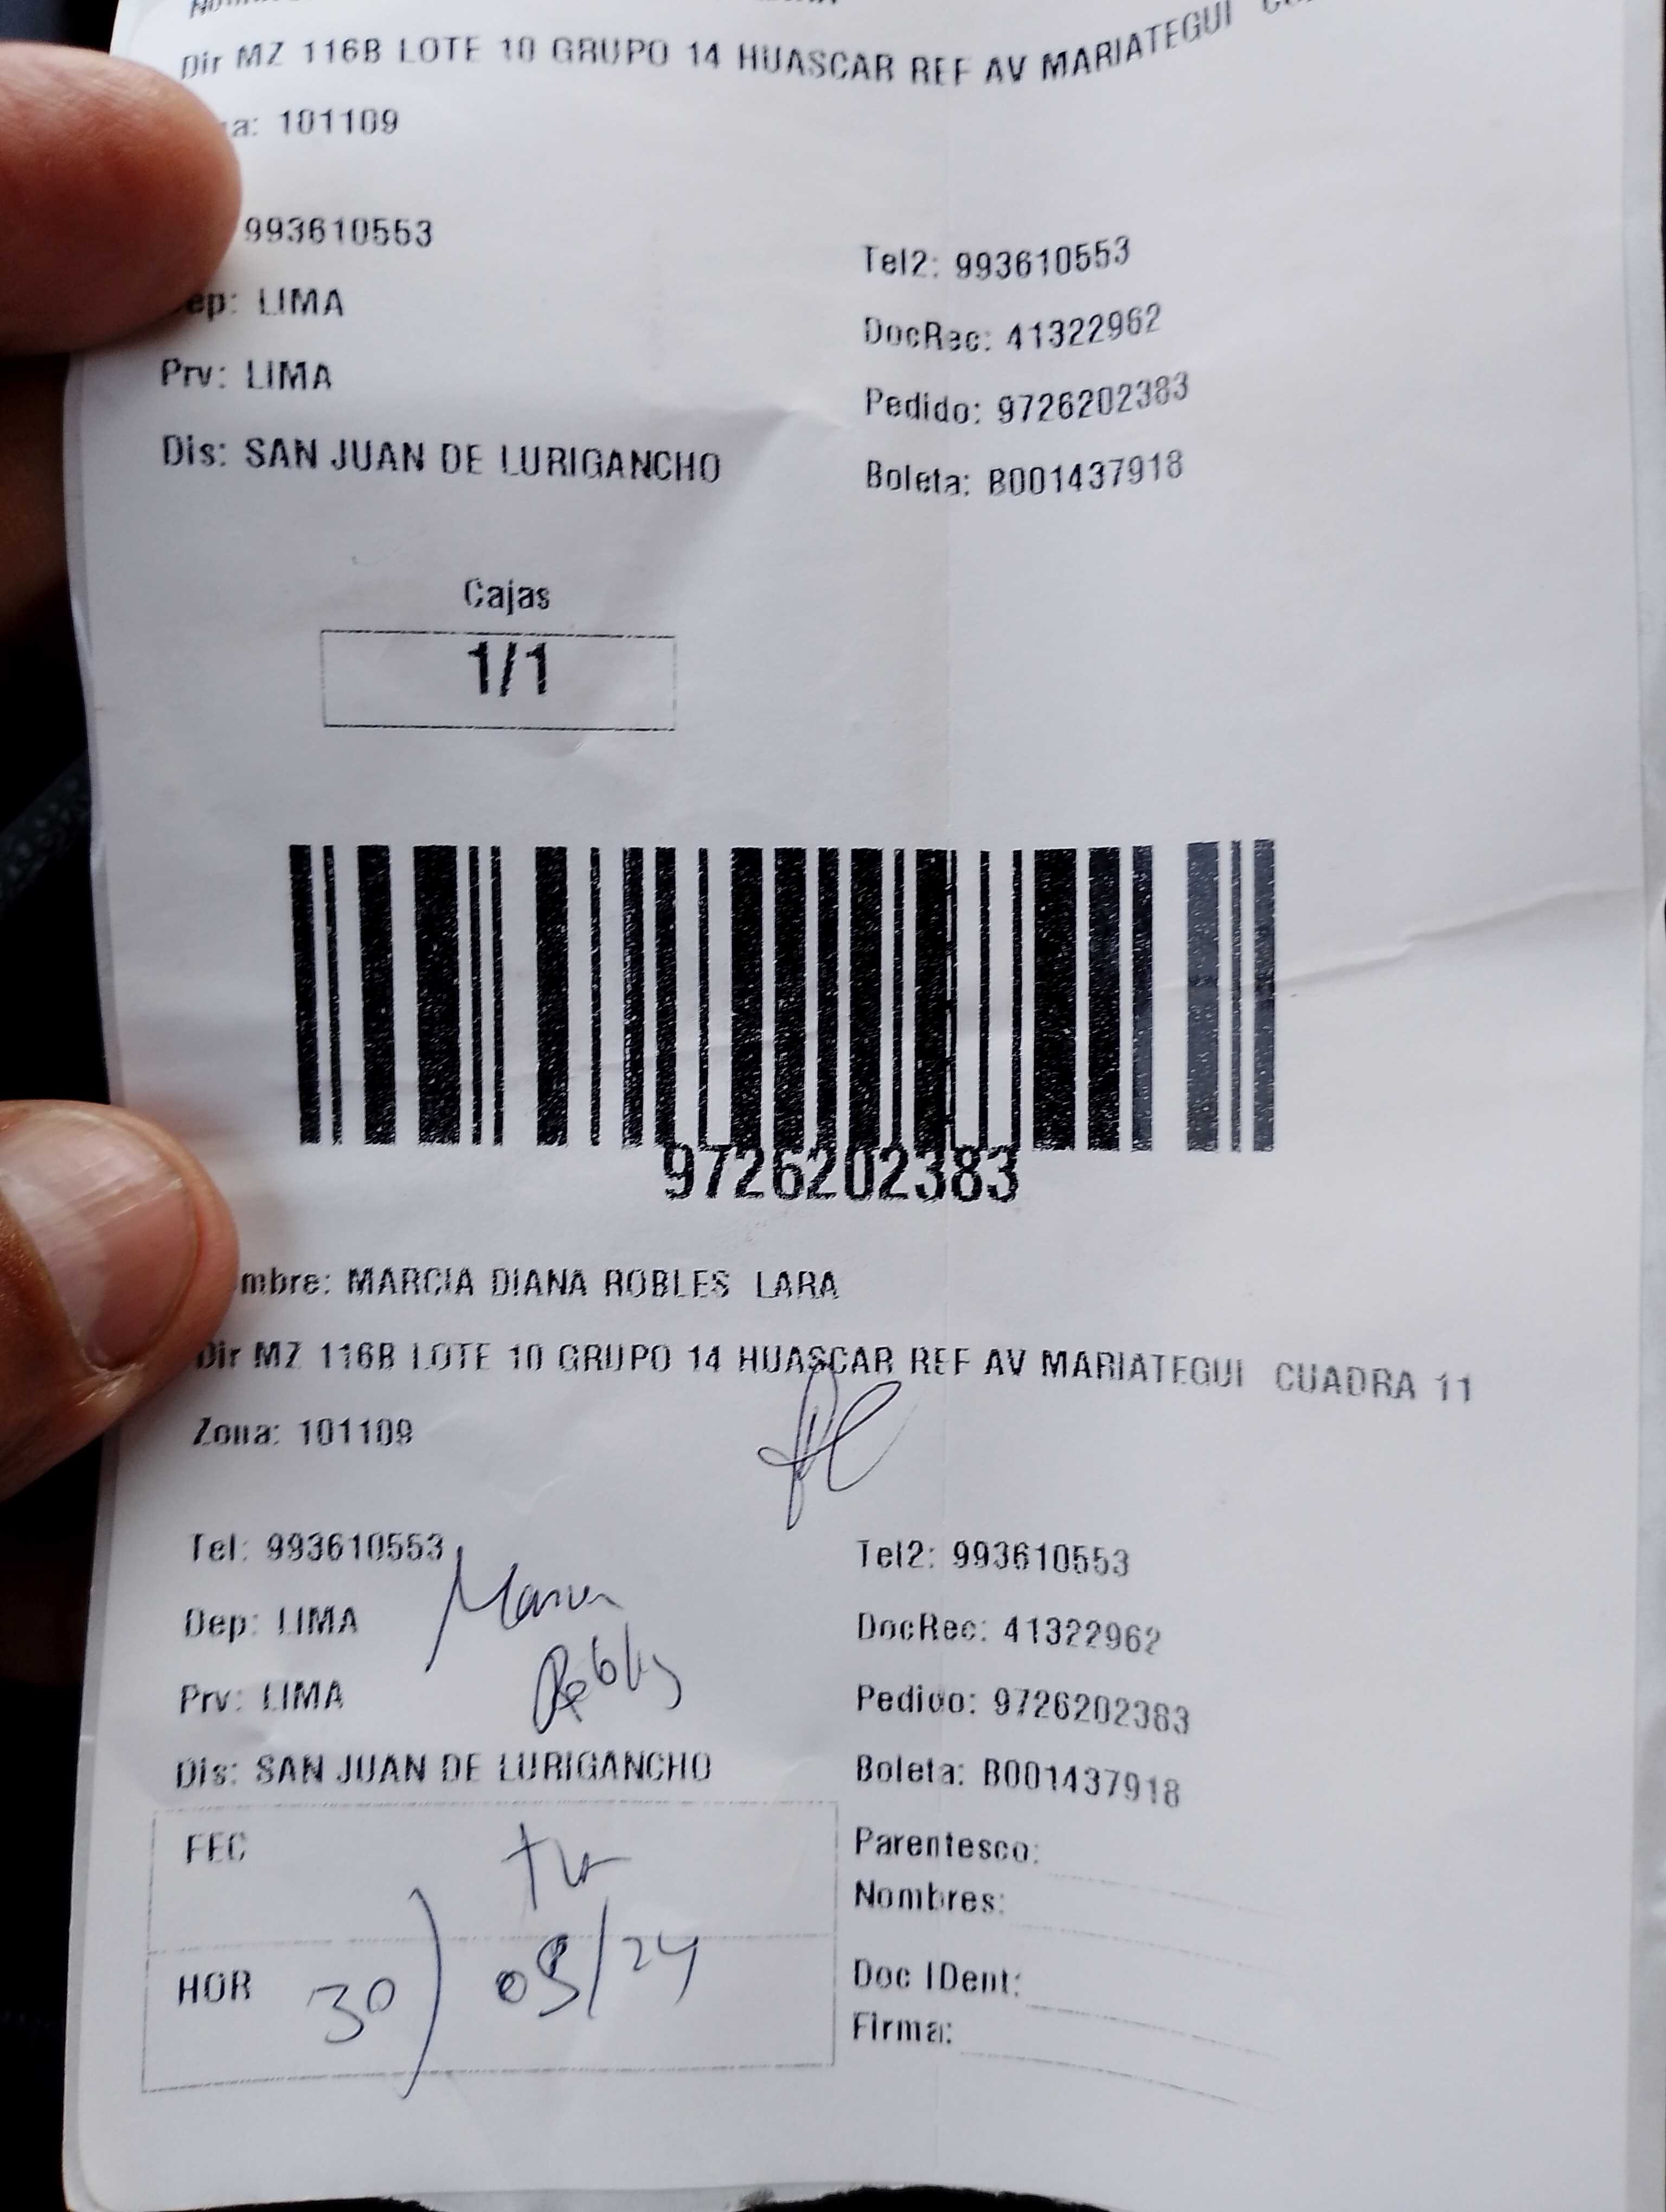 Dir MZ 116B LOTE 10 GRUPO 14 HUASCAR REF AV MARIATEGUI
a: 101109
993610553
Tel2: 993610553
ep: LIMA
DocRec: 41322962
Prv: LIMA
Pedido: 9726202383
Dis: SAN JUAN DE LURIGANCHO
Boleta: B001437918
Cajas
1/1
9726202383
mbre: MARCIA DIANA ROBLES LARA
Dir MZ 116B LOTE 10 GRUPO 14 HUASCAR REF AV MARIATEGUI CUADRA 11
Zona: 101109
Tel: 993610553
Tel2: 993610553
Dep: LIMA
DocRec: 41322962
Robles
Prv: LIMA
Pedido: 9726202383
Dis: SAN JUAN DE LURIGANCHO
Boleta: B001437918
FEC
Parentesco:
Nombres:
HOR 30/ 09/24
Doc IDent:
Firma: